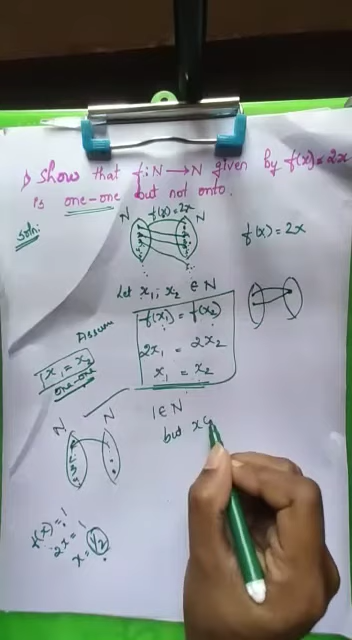 1) Show that f: N → N given by f(x) = 2x
is one-one but not onto.
Soln:
N f(x) = 2x N
f(x) = 2x
Let x₁, x₂ ∈ N
Assume
f(x₁) = f(x₂)
2x₁ = 2x₂
x₁ = x₂
x₁ = x₂
one-one
1 ∈ N
but x
N N
f(x) = 1
2x = 1
x = 1/2